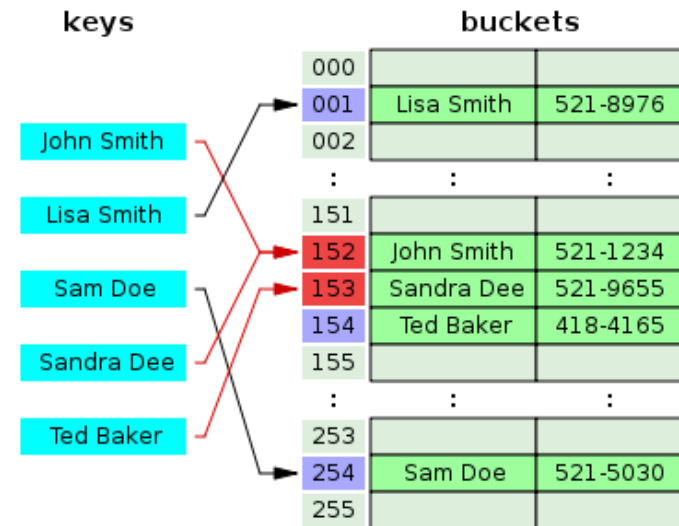 keys
buckets
John Smith
Lisa Smith
Sam Doe
Sandra Dee
Ted Baker
000
001 Lisa Smith 521-8976
002
: : :
151
152 John Smith 521-1234
153 Sandra Dee 521-9655
154 Ted Baker 418-4165
155
: : :
253
254 Sam Doe 521-5030
255